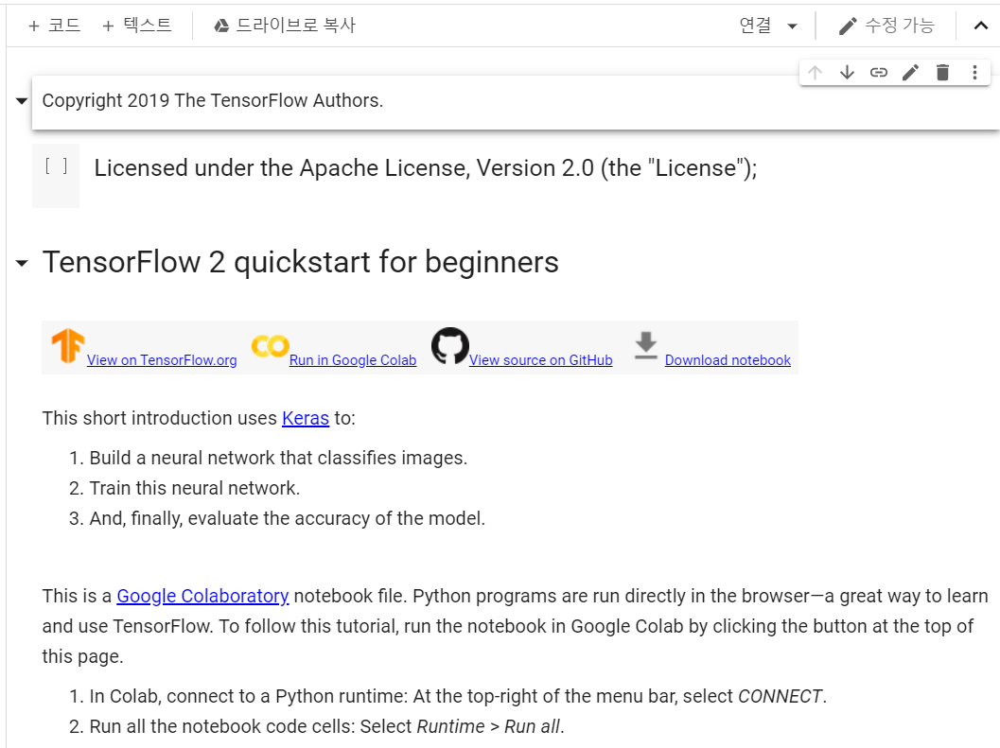 + 코드 + 텍스트 드라이브로 복사 연결 수정 가능
Copyright 2019 The TensorFlow Authors.
[ ] Licensed under the Apache License, Version 2.0 (the "License");
TensorFlow 2 quickstart for beginners
View on TensorFlow.org Run in Google Colab View source on GitHub Download notebook
This short introduction uses Keras to:
1. Build a neural network that classifies images.
2. Train this neural network.
3. And, finally, evaluate the accuracy of the model.
This is a Google Colaboratory notebook file. Python programs are run directly in the browser—a great way to learn
and use TensorFlow. To follow this tutorial, run the notebook in Google Colab by clicking the button at the top of
this page.
1. In Colab, connect to a Python runtime: At the top-right of the menu bar, select CONNECT.
2. Run all the notebook code cells: Select Runtime > Run all.